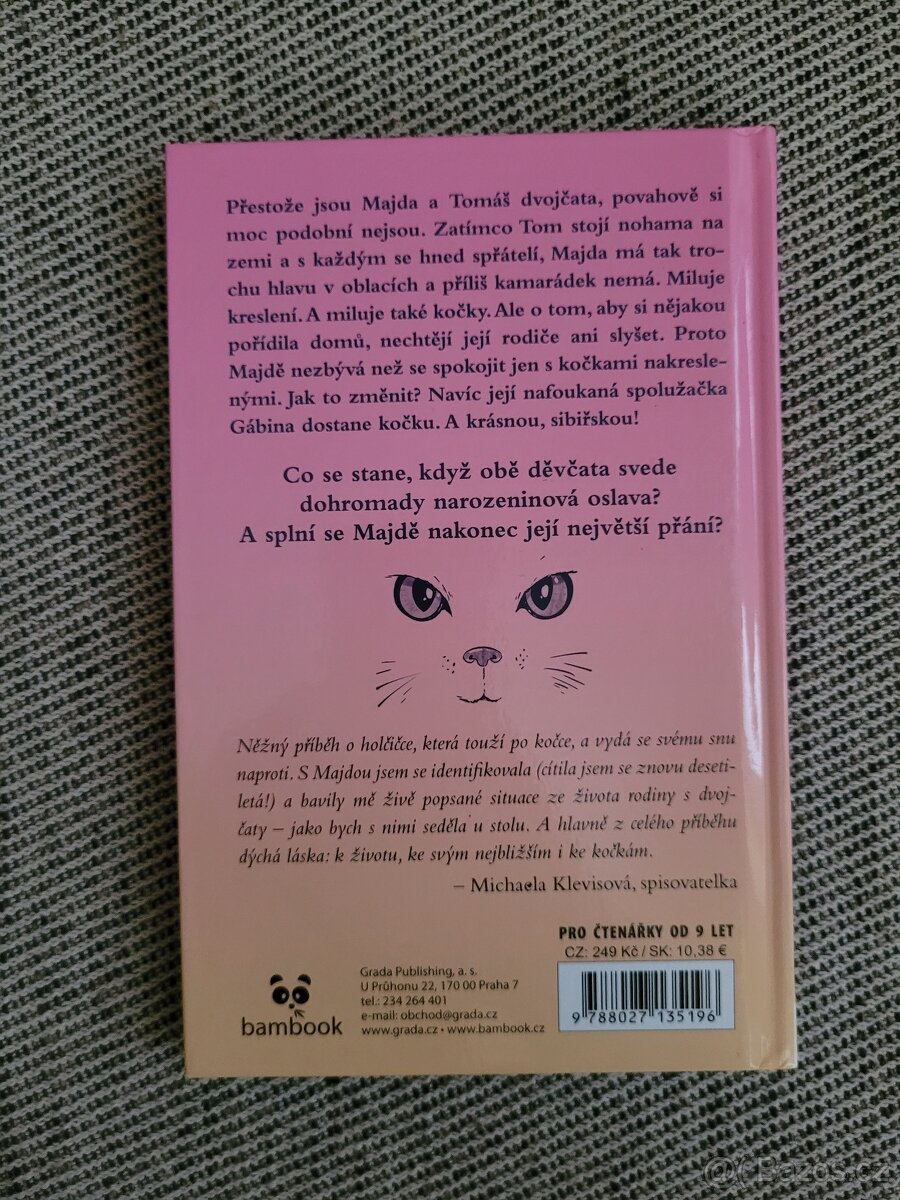 Přestože jsou Majda a Tomáš dvojčata, povahově si
moc podobní nejsou. Zatímco Tom stojí nohama na
zemi a s každým se hned spřátelí, Majda má tak tro-
chu hlavu v oblacích a příliš kamarádek nemá. Miluje
kreslení. A miluje také kočky. Ale o tom, aby si nějakou
pořídila domů, nechtějí její rodiče ani slyšet. Proto
Majdě nezbývá než se spokojit jen s kočkami nakresle-
nými. Jak to změnit? Navíc její nafoukaná spolužačka
Gábina dostane kočku. A krásnou, sibiřskou!
Co se stane, když obě děvčata svede
dohromady narozeninová oslava?
A splní se Majdě nakonec její největší přání?
Něžný příběh o holčičce, která touží po kočce, a vydá se svému snu
naproti. S Majdou jsem se identifikovala (cítila jsem se znovu deseti-
letá!) a bavily mě živě popsané situace ze života rodiny s dvoj-
čaty – jako bych s nimi seděla u stolu. A hlavně z celého příběhu
dýchá láska: k životu, ke svým nejbližším i ke kočkám.
– Michaela Klevisová, spisovatelka
PRO ČTENÁŘKY OD 9 LET
CZ: 249 Kč / SK: 10,38 €
bambook
Grada Publishing, a. s.
U Průhonu 22, 170 00 Praha 7
tel.: 234 264 401
e-mail: obchod@grada.cz
www.grada.cz • www.bambook.cz
9 788027 135196
@ Bazos.cz